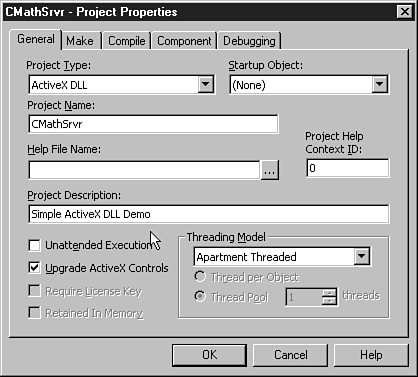 CMathSrvr - Project Properties
General Make Compile Component Debugging
Project Type: Startup Object:
ActiveX DLL (None)
Project Name:
CMathSrvr
Project Help
Help File Name: Context ID:
... 0
Project Description:
Simple ActiveX DLL Demo
Unattended Execution Threading Model
Upgrade ActiveX Controls Apartment Threaded
Require License Key Thread per Object
Retained In Memory Thread Pool 1 threads
OK Cancel Help